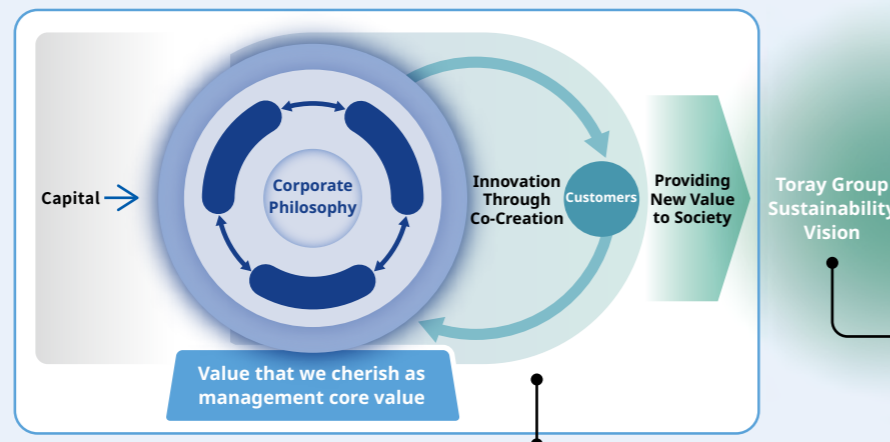 Capital
Corporate
Philosophy
Innovation
Through
Co-Creation
Customers
Providing
New Value
to Society
Toray Group
Sustainability
Vision
Value that we cherish as
management core value